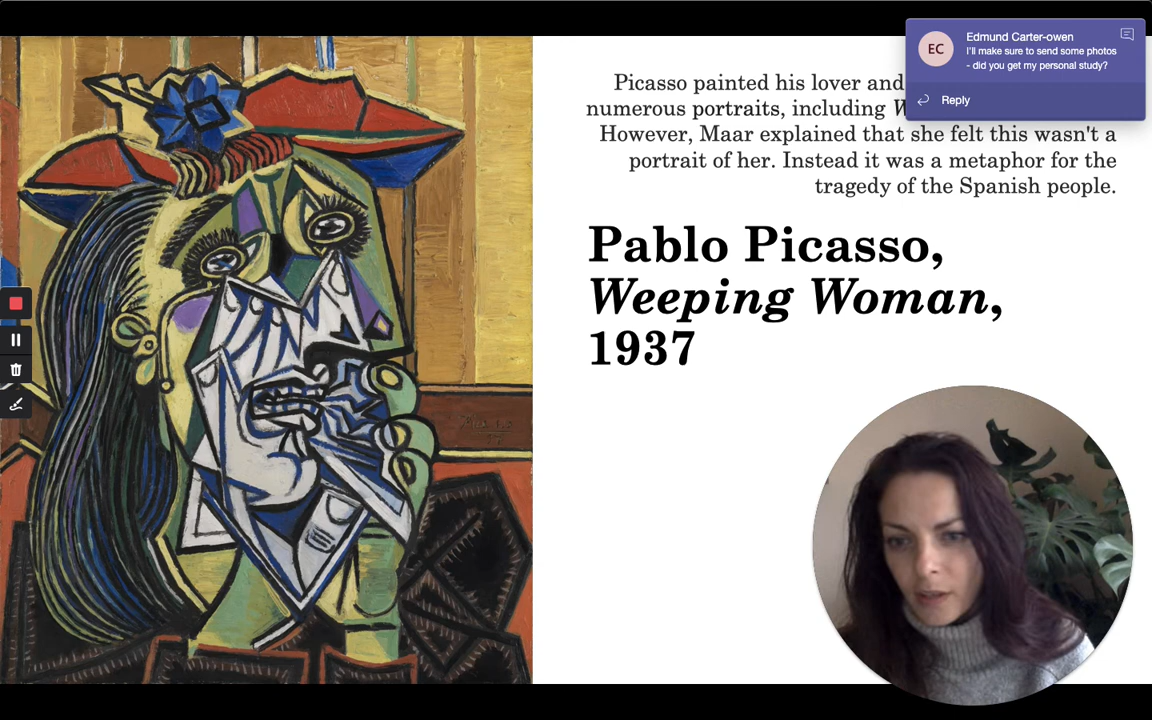 Picasso painted his lover and
numerous portraits, including
However, Maar explained that she felt this wasn't a
portrait of her. Instead it was a metaphor for the
tragedy of the Spanish people.
Pablo Picasso,
Weeping Woman,
1937
EC
Edmund Carter-owen
I'll make sure to send some photos
- did you get my personal study?
Reply